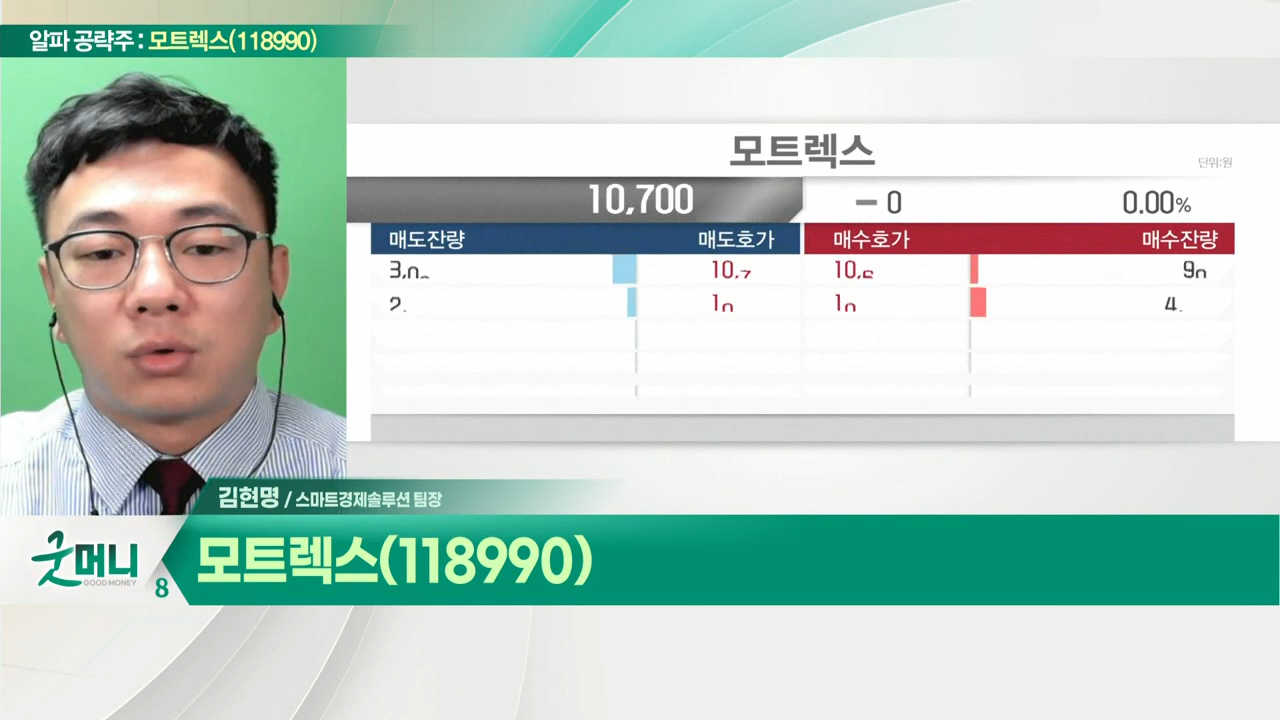 알파 공략주 : 모트렉스(118990)
모트렉스
단위:원
10,700 0 0.00%
매도잔량 매도호가 매수호가 매수잔량
김현명 / 스마트경제솔루션 팀장
굿머니
GOOD MONEY
8
모트렉스(118990)